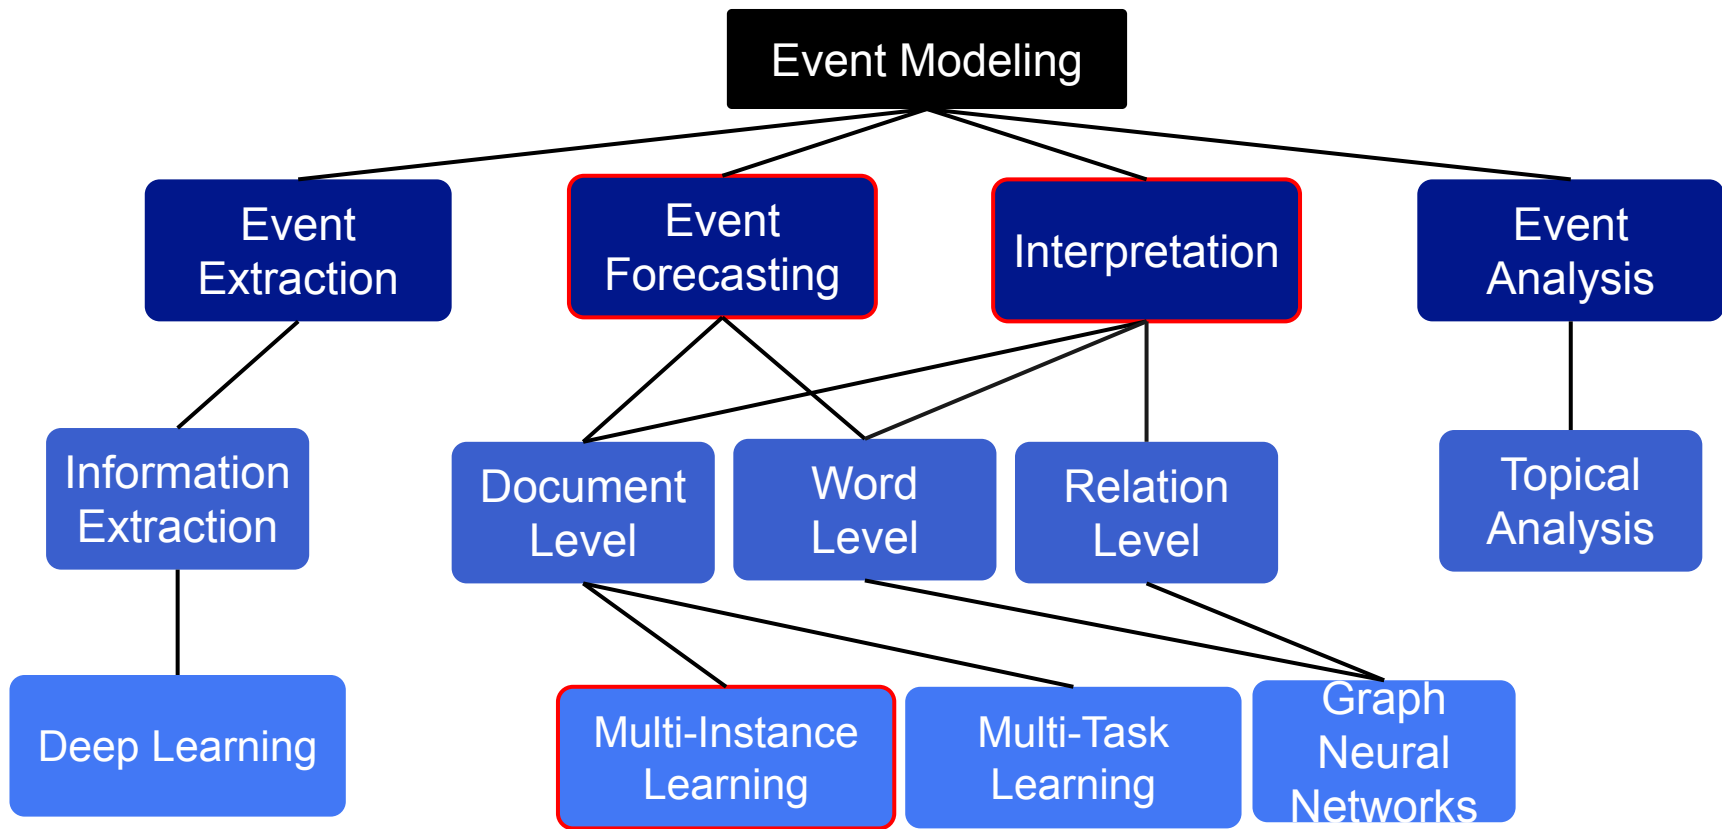 Event Modeling
Event
Extraction
Event
Forecasting
Interpretation
Event
Analysis
Information
Extraction
Document
Level
Word
Level
Relation
Level
Topical
Analysis
Deep Learning
Multi-Instance
Learning
Multi-Task
Learning
Graph
Neural
Networks